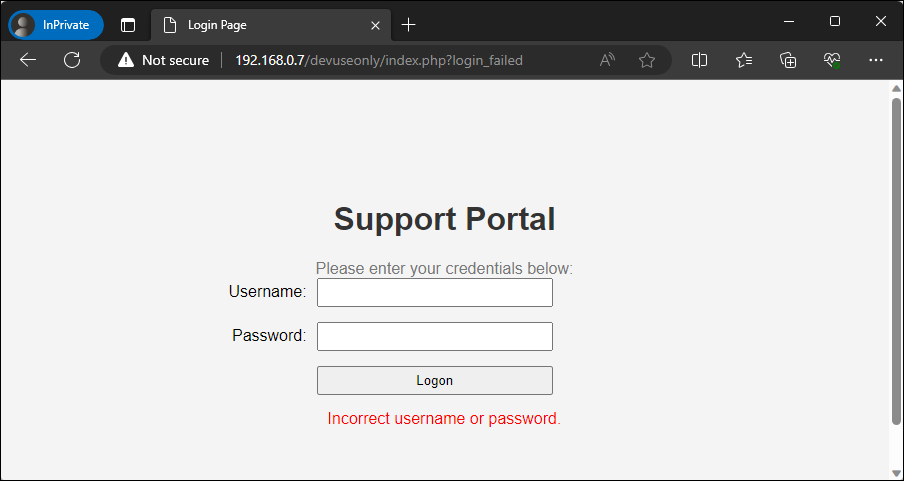 InPrivate
Login Page
Not secure
192.168.0.7/devuseonly/index.php?login_failed
Support Portal
Please enter your credentials below:
Username:
Password:
Logon
Incorrect username or password.